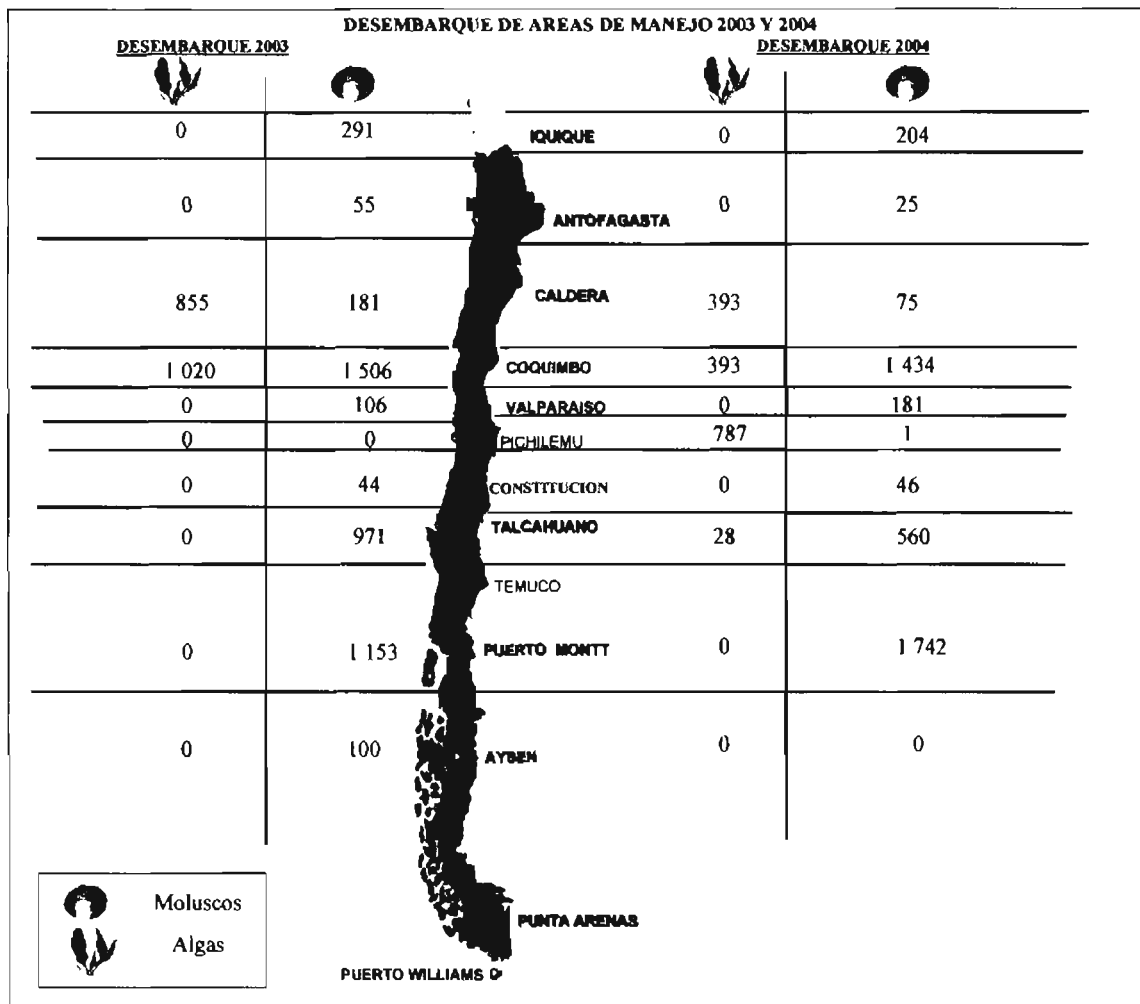 DESEMBARQUE DE AREAS DE MANEJO 2003 Y 2004
DESEMBARQUE 2003 DESEMBARQUE 2004
0 291 IQUIQUE 0 204
0 55 ANTOFAGASTA 0 25
855 181 CALDERA 393 75
1 020 1 506 COQUIMBO 393 1 434
0 106 VALPARAISO 0 181
0 0 PICHILEMU 787 1
0 44 CONSTITUCION 0 46
0 971 TALCAHUANO 28 560
TEMUCO
0 1 153 PUERTO MONTT 0 1 742
0 100 AYSEN 0 0
Moluscos
Algas
PUNTA ARENAS
PUERTO WILLIAMS